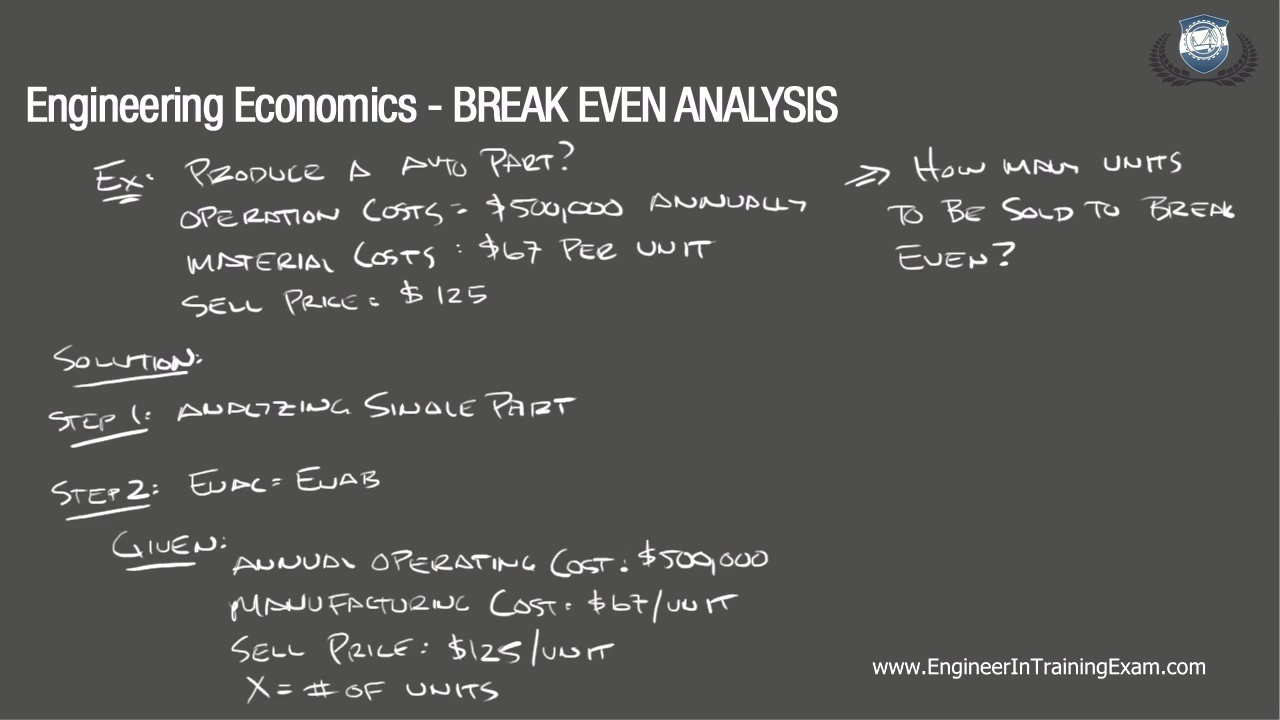 Engineering Economics - BREAK EVEN ANALYSIS
Ex: PRODUCE A AUTO PART?
OPERATION COSTS = $500,000 ANNUALLY
MATERIAL COSTS : $67 PER UNIT
SELL PRICE: $125
=> HOW MANY UNITS
TO BE SOLD TO BREAK
EVEN?
SOLUTION:
STEP 1: ANALYZING SINGLE PART
STEP 2: EUAC = EUAB
GIVEN:
ANNUAL OPERATING COST: $500,000
MANUFACTURING COST: $67/UNIT
SELL PRICE: $125/UNIT
X = # OF UNITS
www.EngineerInTrainingExam.com